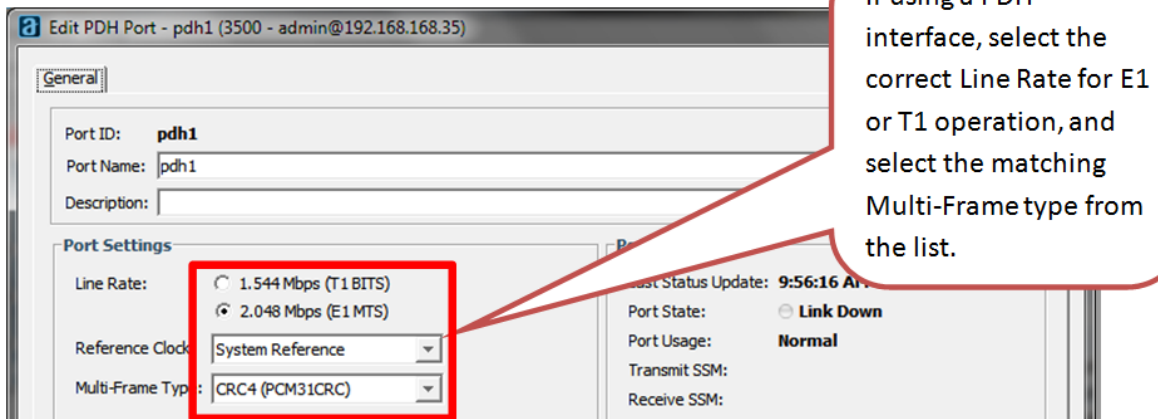 Edit PDH Port - pdh1 (3500 - admin@192.168.168.35)
General
Port ID: pdh1
Port Name: pdh1
Description:
Port Settings
Line Rate: 1.544 Mbps (T1 BITS)
2.048 Mbps (E1 MTS)
Reference Clock System Reference
Multi-Frame Type: CRC4 (PCM31CRC)
Status Update: 9:56:16
Port State: Link Down
Port Usage: Normal
Transmit SSM:
Receive SSM:
If using a PDH
interface, select the
correct Line Rate for E1
or T1 operation, and
select the matching
Multi-Frame type from
the list.